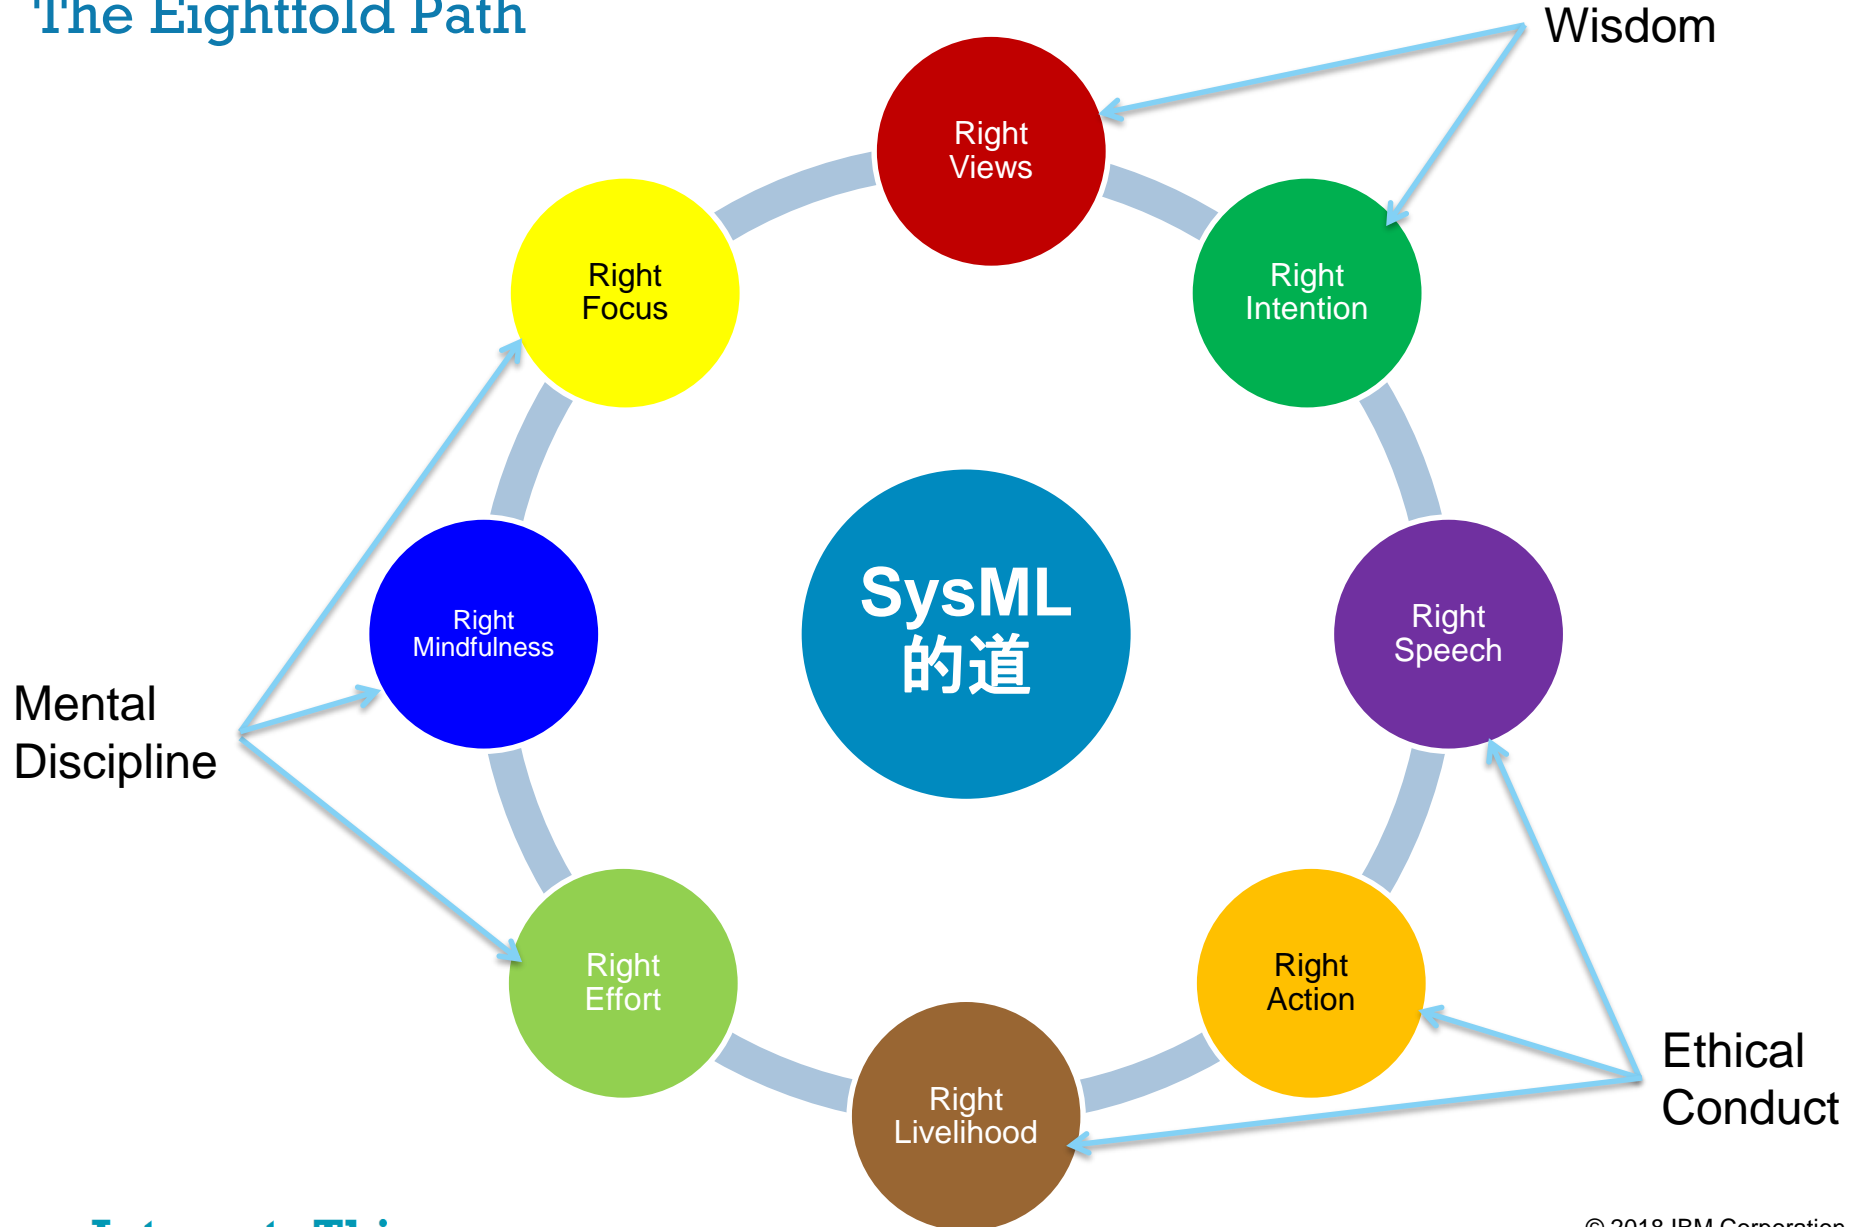 The Eightfold Path
Wisdom
Right
Views
Right
Focus
Right
Intention
SysML
的道
Right
Mindfulness
Right
Speech
Mental
Discipline
Right
Effort
Right
Action
Right
Livelihood
Ethical
Conduct
© 2018 IBM Corporation